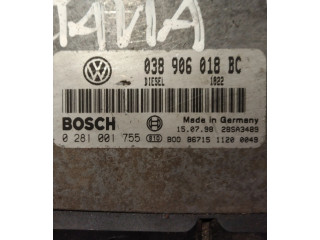 038 906 018 BC
DIESEL 1822
BOSCH
Made in Germany
15.07.98 28SA3489
0 281 001 755 BTG 800 86715 1120 0049